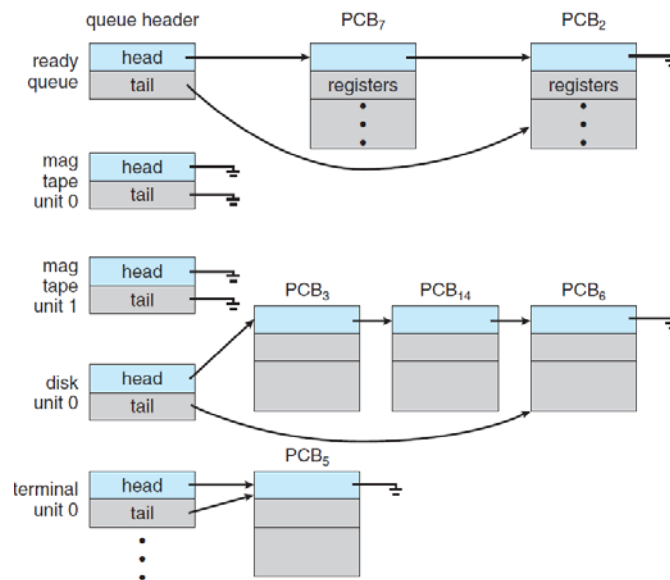 queue header PCB7 PCB2
ready
queue
head
tail
registers registers
mag
tape
unit 0
head
tail
mag
tape
unit 1
head
tail
PCB3 PCB14 PCB6
disk
unit 0
head
tail
PCB5
terminal
unit 0
head
tail